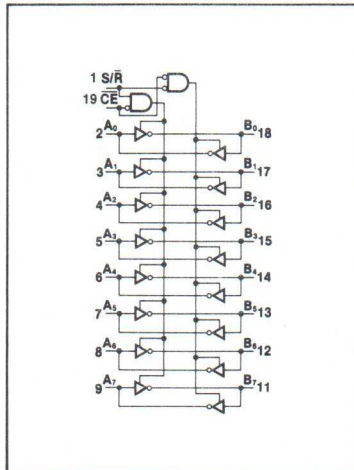 1 S/R̅
19 C̅E̅
2 A₀ B₀ 18
3 A₁ B₁ 17
4 A₂ B₂ 16
5 A₃ B₃ 15
6 A₄ B₄ 14
7 A₅ B₅ 13
8 A₆ B₆ 12
9 A₇ B₇ 11